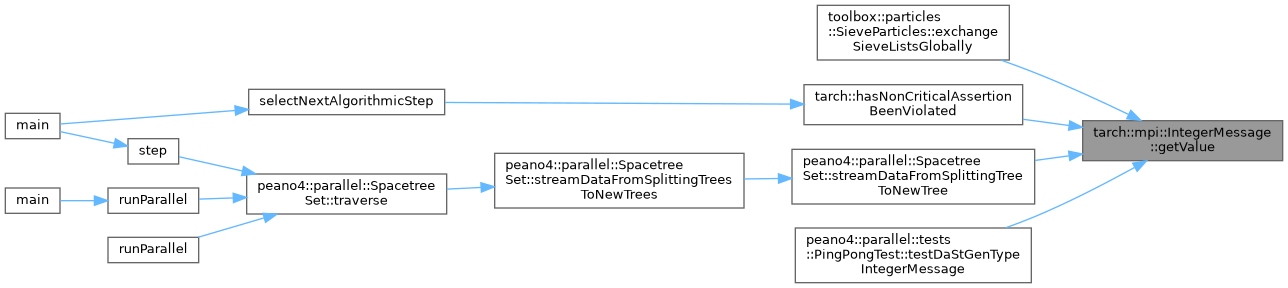 main
main
selectNextAlgorithmicStep
step
runParallel
runParallel
peano4::parallel::Spacetree
Set::traverse
peano4::parallel::Spacetree
Set::streamDataFromSplittingTrees
ToNewTrees
toolbox::particles
::SieveParticles::exchange
SieveListsGlobally
tarch::hasNonCriticalAssertion
BeenViolated
peano4::parallel::Spacetree
Set::streamDataFromSplittingTree
ToNewTree
peano4::parallel::tests
::PingPongTest::testDaStGenType
IntegerMessage
tarch::mpi::IntegerMessage
::getValue